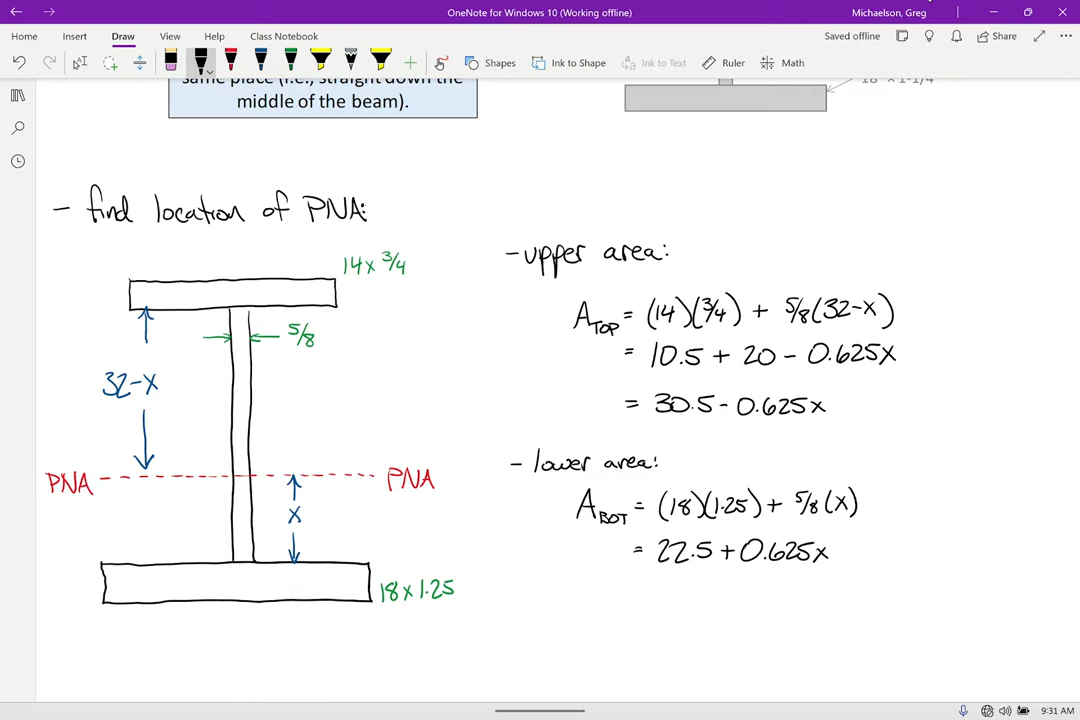 OneNote for Windows 10 (Working offline)
Michaelson, Greg
Home Insert Draw View Help Class Notebook
Saved offline
Share
Shapes
Ink to Shape
Ink to Text
Ruler
Math
same place (i.e., straight down the
middle of the beam).
18" x 1-1/4"
- find location of PNA:
14 x 3/4
5/8
32-x
PNA
PNA
x
18 x 1.25
- upper area:
A_TOP = (14)(3/4) + 5/8(32-x)
= 10.5 + 20 - 0.625x
= 30.5 - 0.625x
- lower area:
A_BOT = (18)(1.25) + 5/8(x)
= 22.5 + 0.625x
9:31 AM